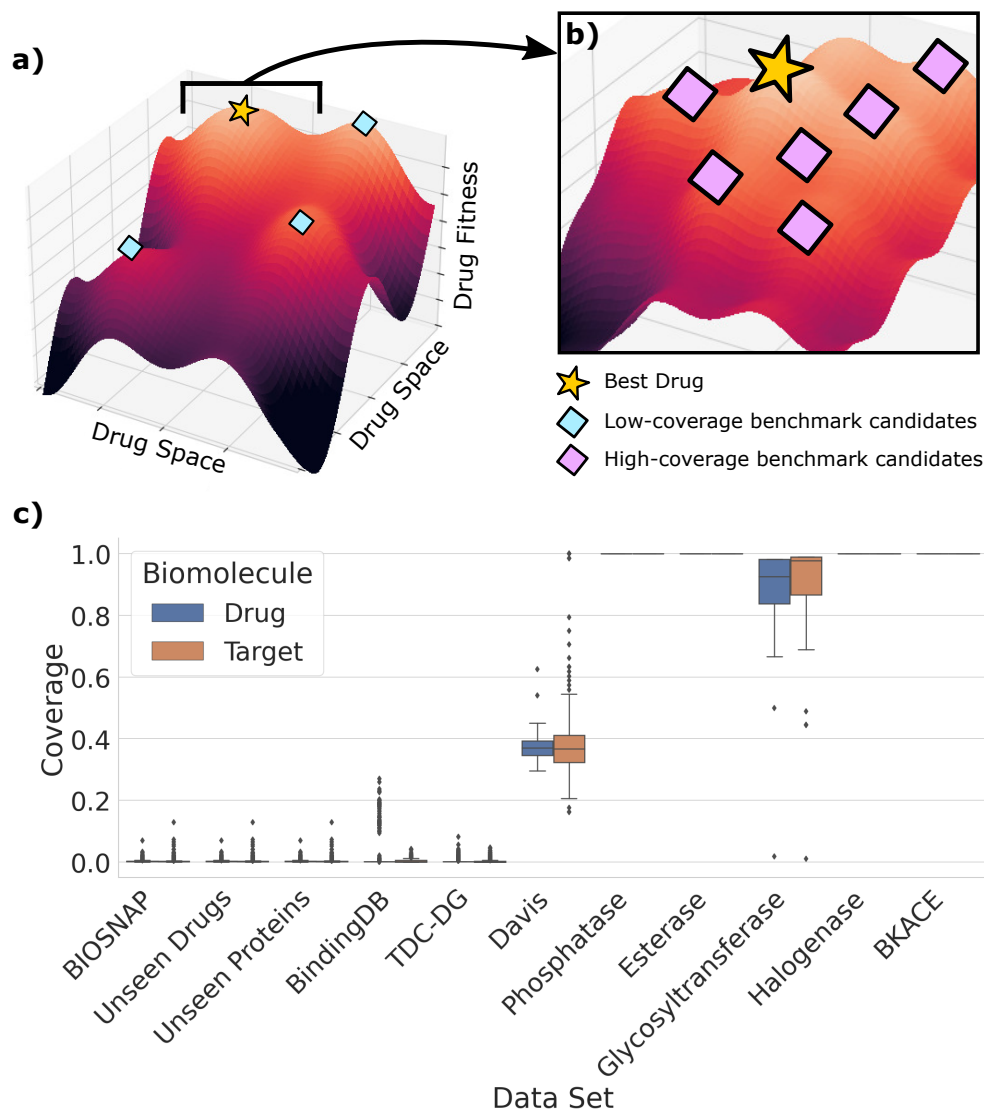 a)
b)
Drug Fitness
Drug Space
Drug Space
Best Drug
Low-coverage benchmark candidates
High-coverage benchmark candidates
c)
Coverage
1.0
0.8
0.6
0.4
0.2
0.0
Biomolecule
Drug
Target
BIOSNAP
Unseen Drugs
Unseen Proteins
BindingDB
TDC-DG
Davis
Phosphatase
Esterase
Glycosyltransferase
Halogenase
BKACE
Data Set